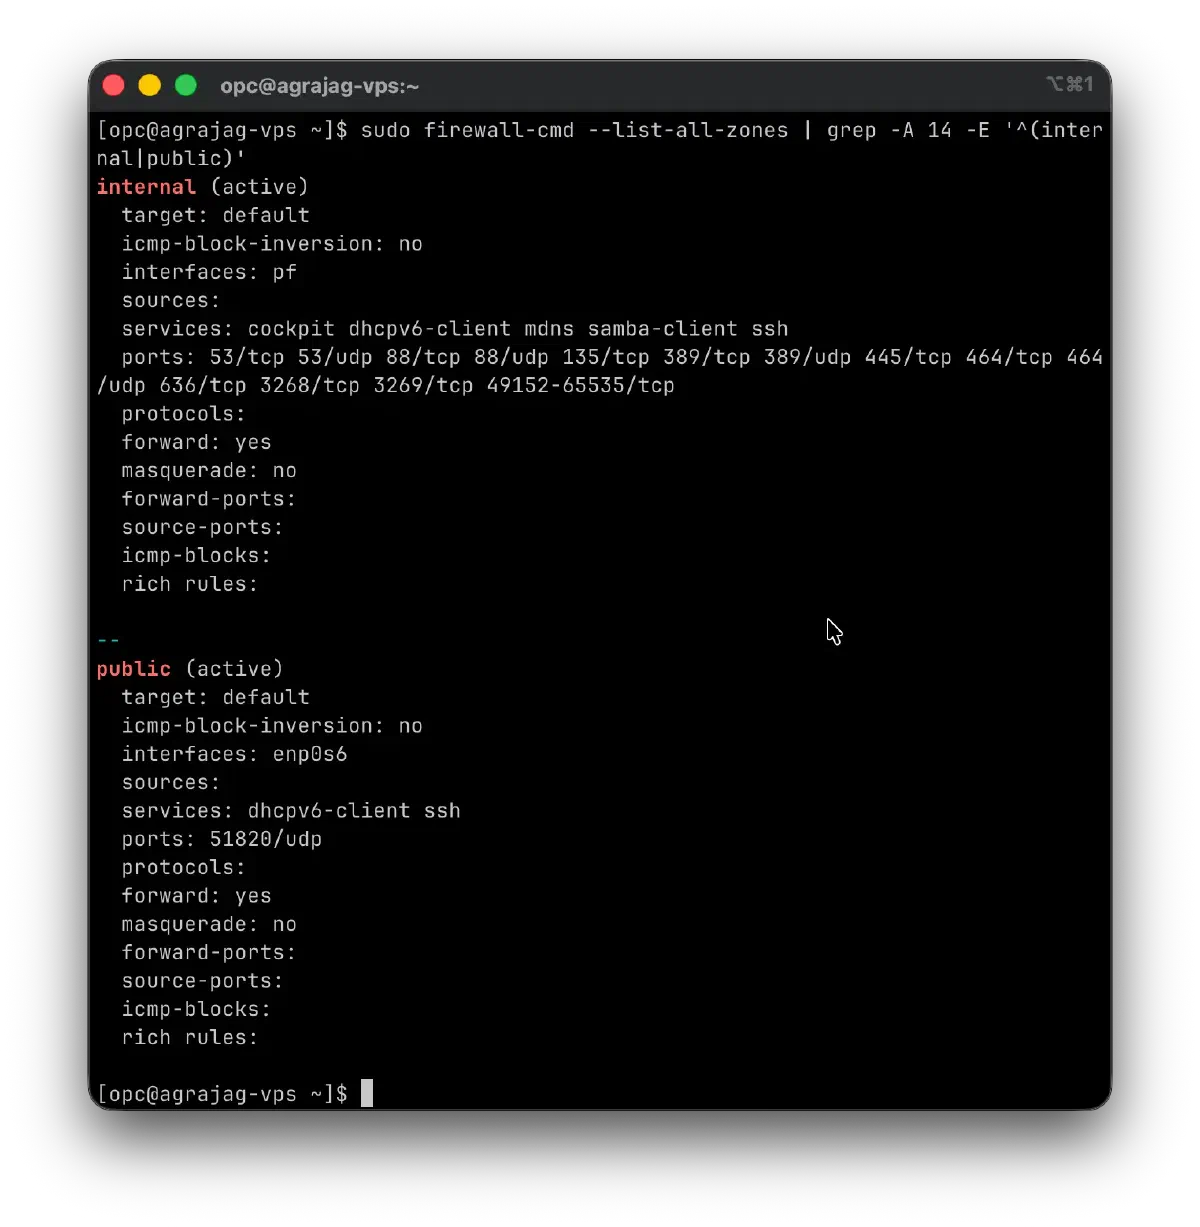 opc@agrajag-vps:~
⌥⌘1
[opc@agrajag-vps ~]$ sudo firewall-cmd --list-all-zones | grep -A 14 -E '^(inter
nal|public)'
internal (active)
  target: default
  icmp-block-inversion: no
  interfaces: pf
  sources:
  services: cockpit dhcpv6-client mdns samba-client ssh
  ports: 53/tcp 53/udp 88/tcp 88/udp 135/tcp 389/tcp 389/udp 445/tcp 464/tcp 464
/udp 636/tcp 3268/tcp 3269/tcp 49152-65535/tcp
  protocols:
  forward: yes
  masquerade: no
  forward-ports:
  source-ports:
  icmp-blocks:
  rich rules:
--
public (active)
  target: default
  icmp-block-inversion: no
  interfaces: enp0s6
  sources:
  services: dhcpv6-client ssh
  ports: 51820/udp
  protocols:
  forward: yes
  masquerade: no
  forward-ports:
  source-ports:
  icmp-blocks:
  rich rules:
[opc@agrajag-vps ~]$